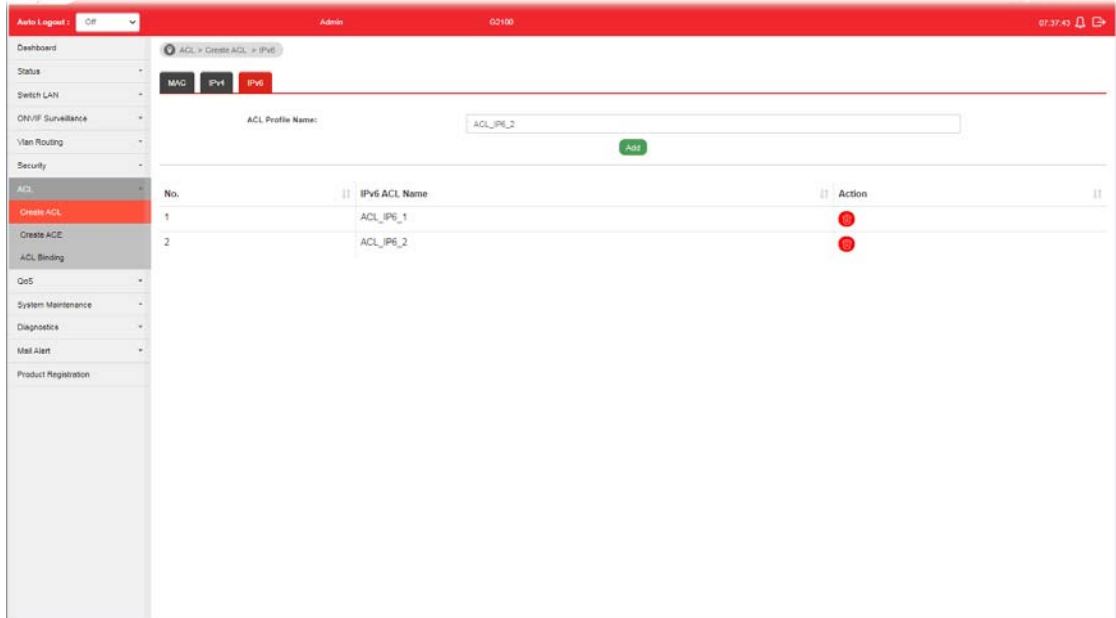 Auto Logout : Off Admin G2100 07:37:43
Dashboard
Status
Switch LAN
ONVIF Surveillance
Vlan Routing
Security
ACL
Create ACL
Create ACE
ACL Binding
QoS
System Maintenance
Diagnostics
Mail Alert
Product Registration
ACL > Create ACL > IPv6
MAC IPv4 IPv6
ACL Profile Name: ACL_IP6_2
Add
No. IPv6 ACL Name Action
1 ACL_IP6_1
2 ACL_IP6_2